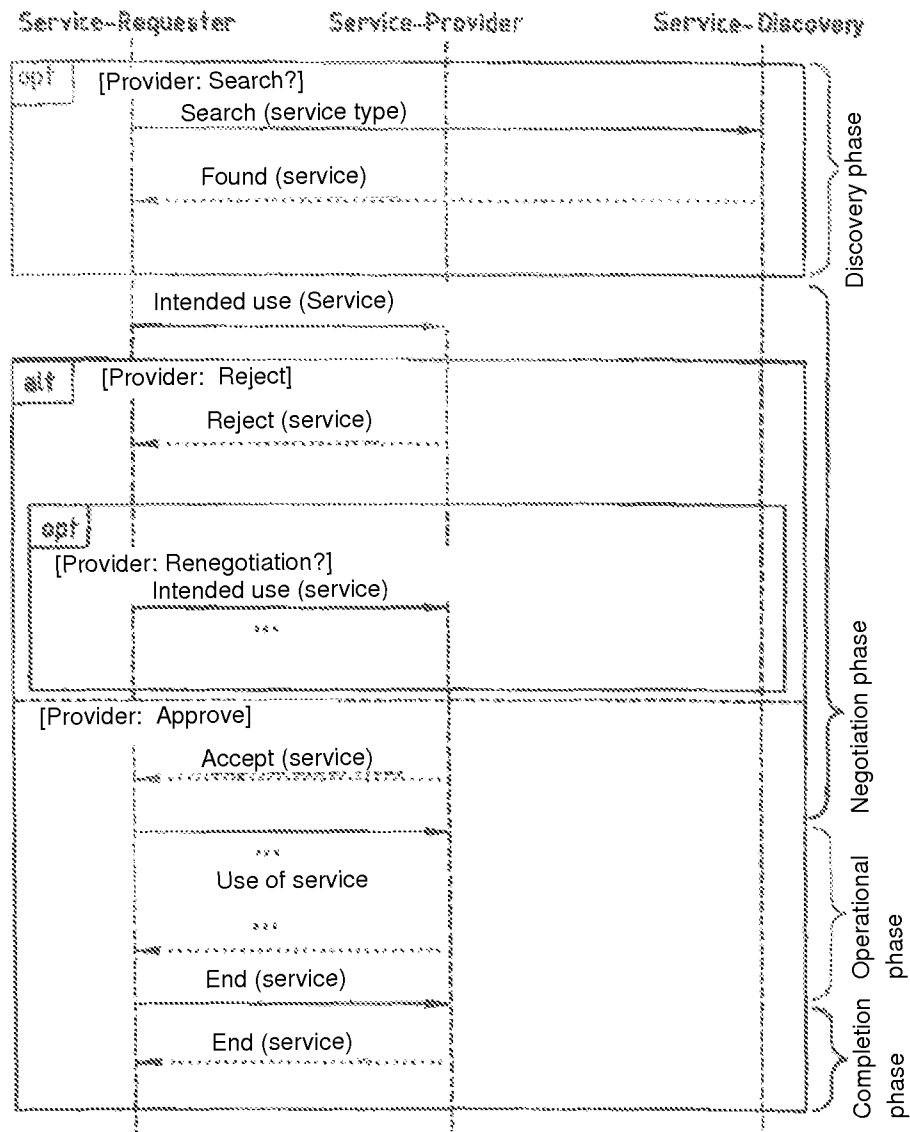 Service-Requester Service-Provider Service-Discovery
opt [Provider: Search?]
Search (service type)
Found (service)
Discovery phase
Intended use (Service)
alt [Provider: Reject]
Reject (service)
opt
[Provider: Renegotiation?]
Intended use (service)
...
Negotiation phase
[Provider: Approve]
Accept (service)
...
Use of service
...
Operational
phase
End (service)
End (service)
Completion
phase